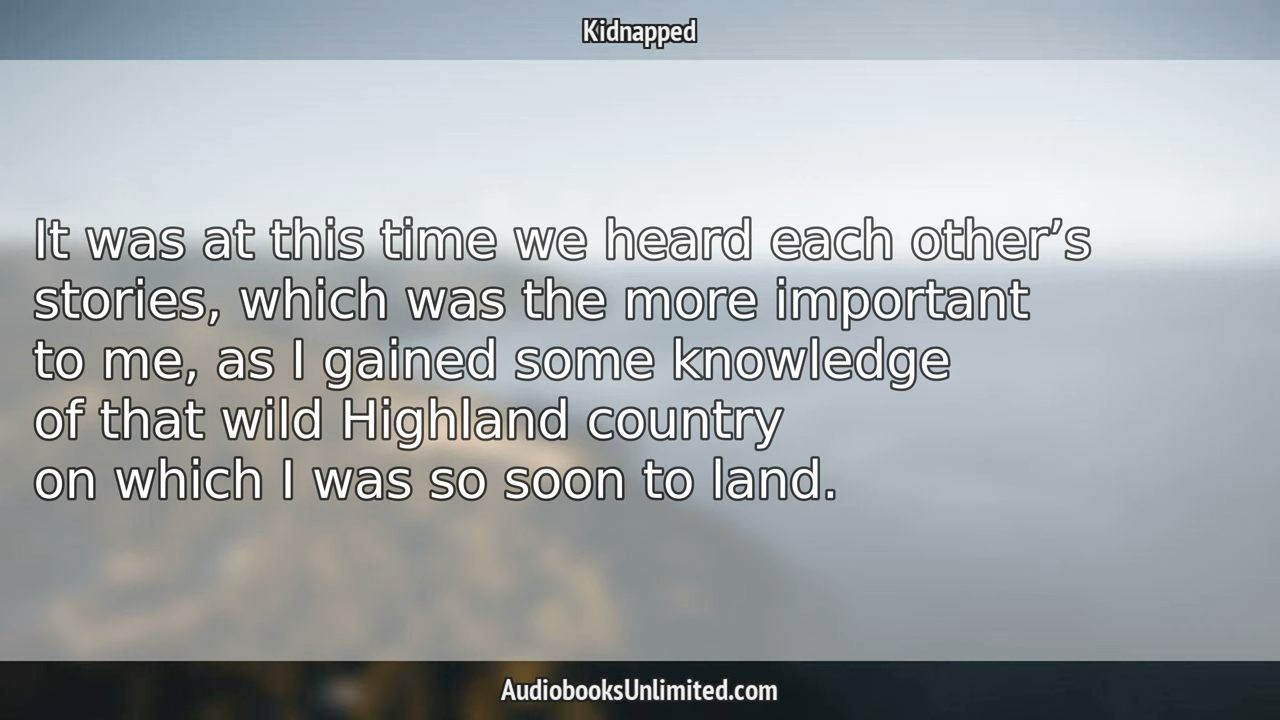 Kidnapped
It was at this time we heard each other’s
stories, which was the more important
to me, as I gained some knowledge
of that wild Highland country
on which I was so soon to land.
AudiobooksUnlimited.com